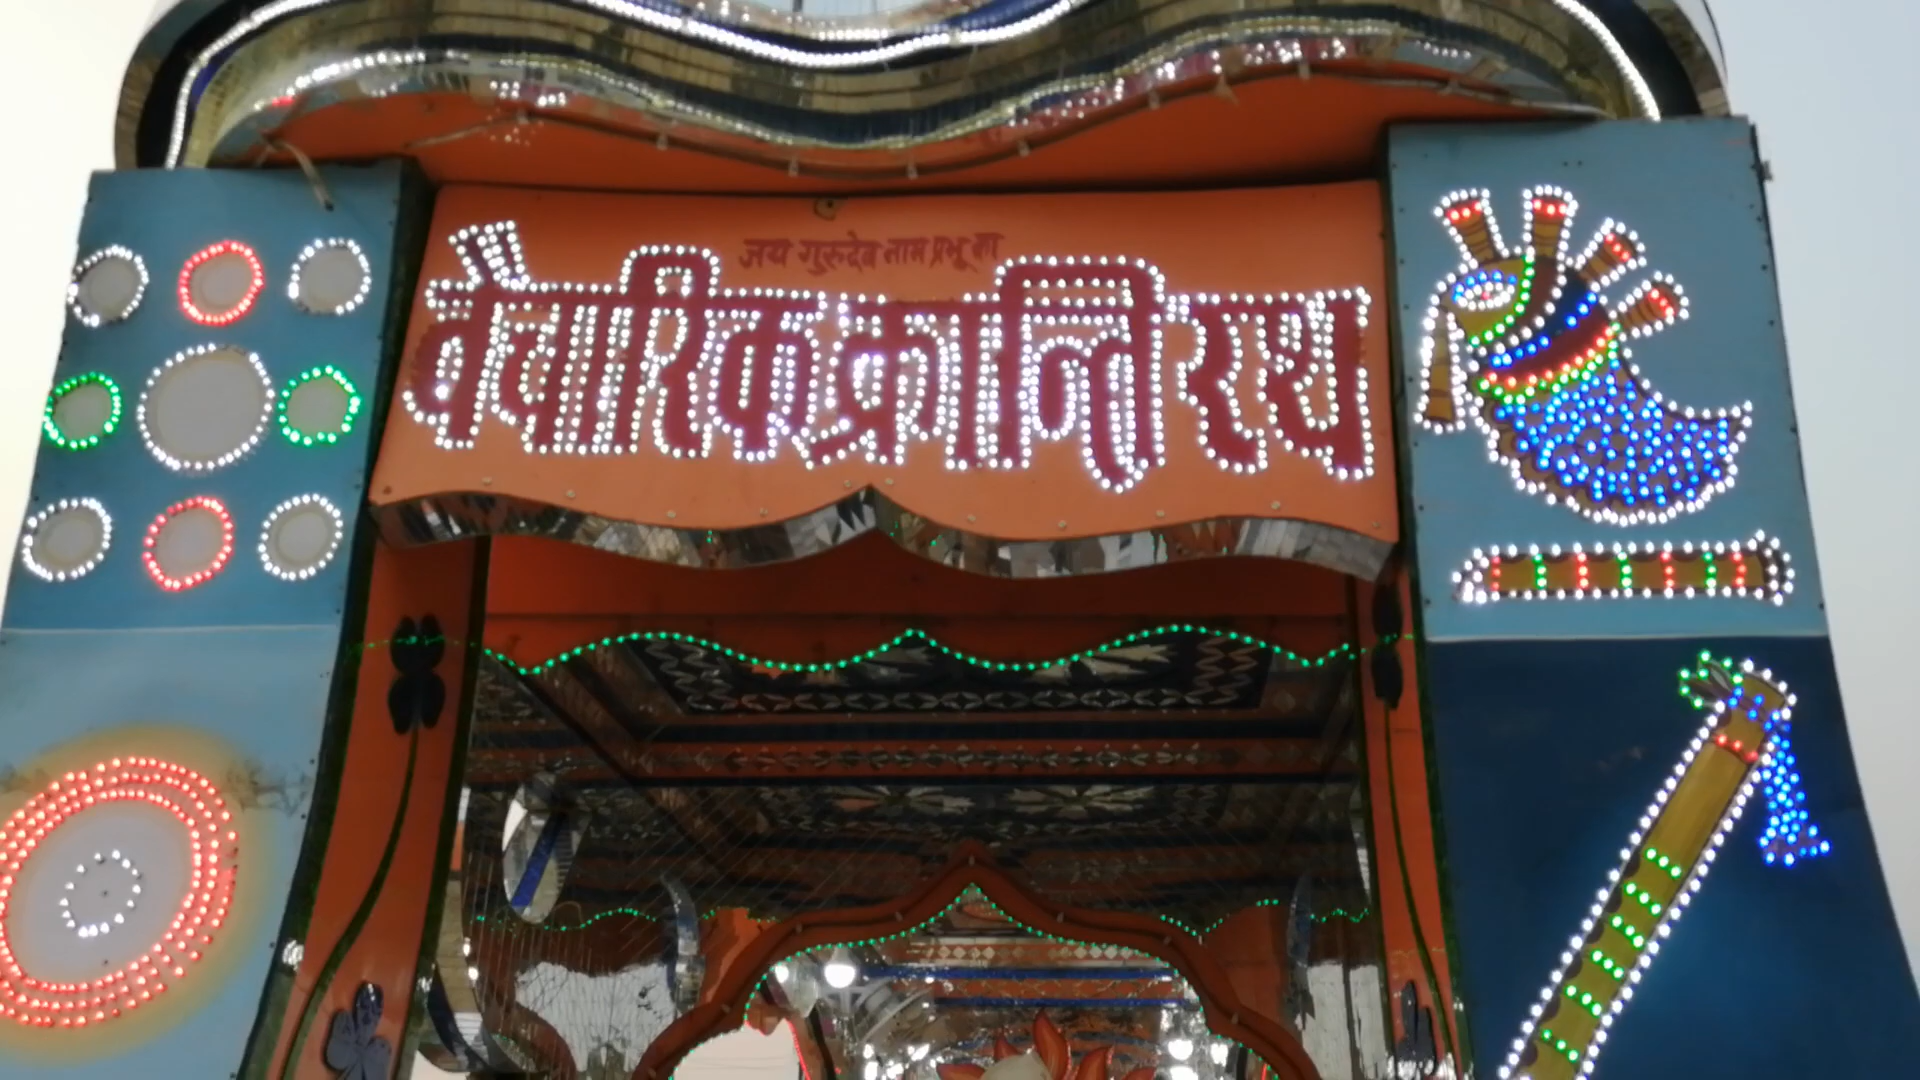 जय गुरूदेव नाम प्रभू का
वैचारिक क्रान्ति रथ